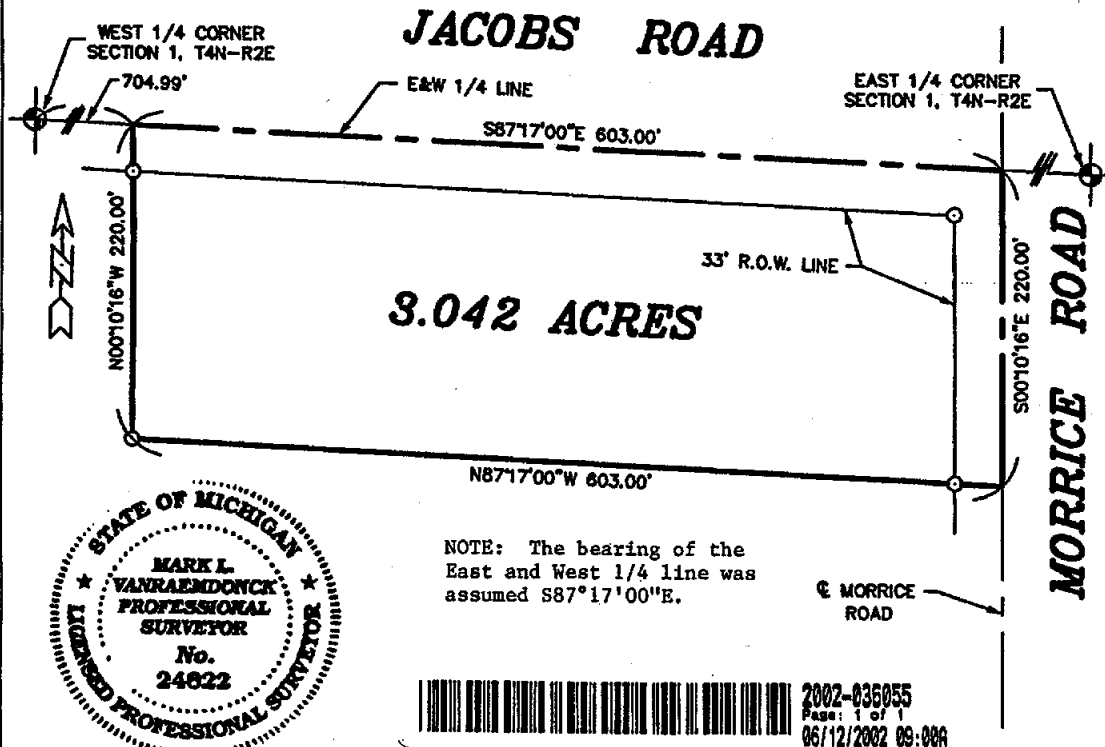 JACOBS ROAD
WEST 1/4 CORNER
SECTION 1, T4N-R2E
704.99'
E&W 1/4 LINE
EAST 1/4 CORNER
SECTION 1, T4N-R2E
S87°17'00"E 603.00'
N00°10'16"W 220.00'
N
33' R.O.W. LINE
3.042 ACRES
S00°10'16"E 220.00'
MORRICE ROAD
N87°17'00"W 603.00'
STATE OF MICHIGAN
MARK L.
VANRAEMDONCK
PROFESSIONAL
SURVEYOR
No.
24622
LICENSED PROFESSIONAL SURVEYOR
NOTE: The bearing of the
East and West 1/4 line was
assumed S87°17'00"E.
℄ MORRICE
ROAD
2002-036055
Page: 1 of 1
06/12/2002 09:00A